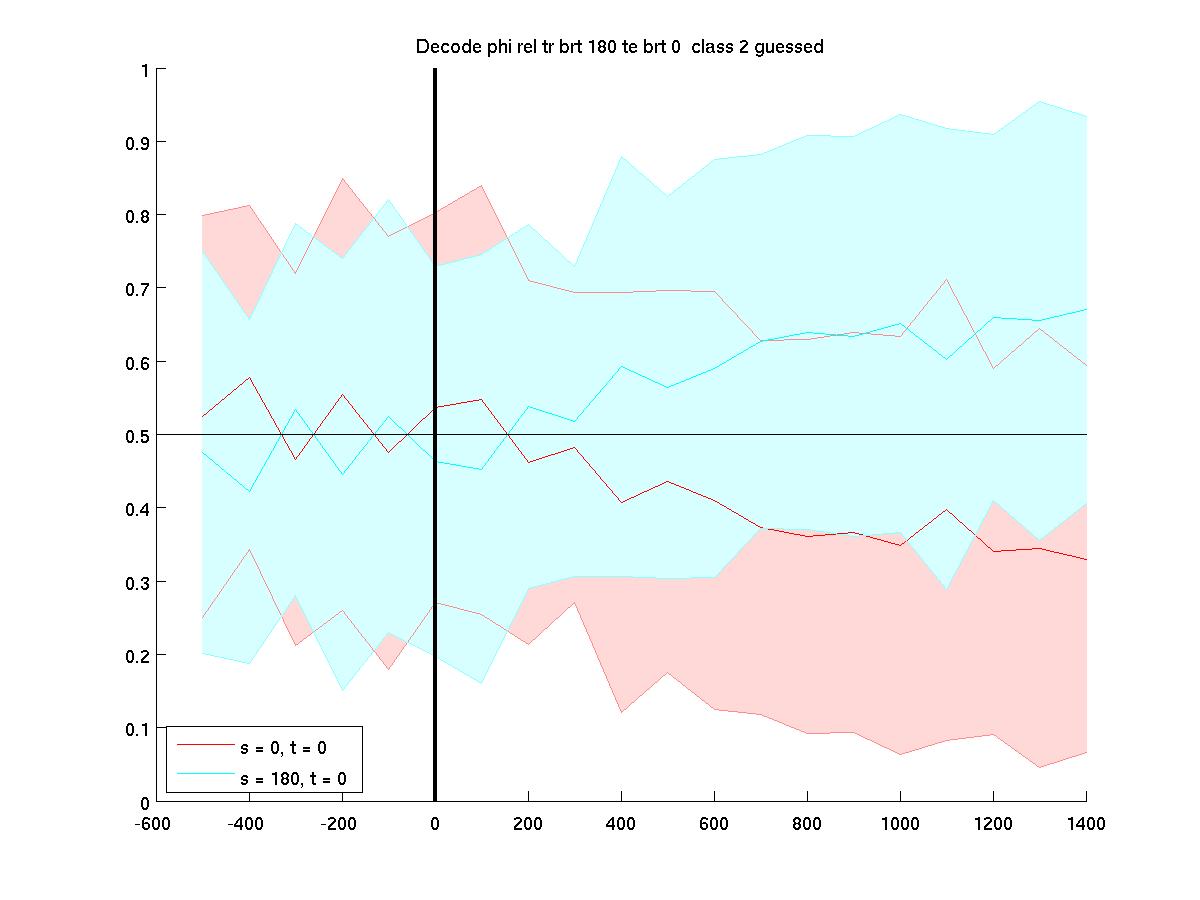 Decode phi rel tr brt 180 te brt 0  class 2 guessed
1
0.9
0.8
0.7
0.6
0.5
0.4
0.3
0.2
0.1
0
s = 0, t = 0
s = 180, t = 0
-600 -400 -200 0 200 400 600 800 1000 1200 1400